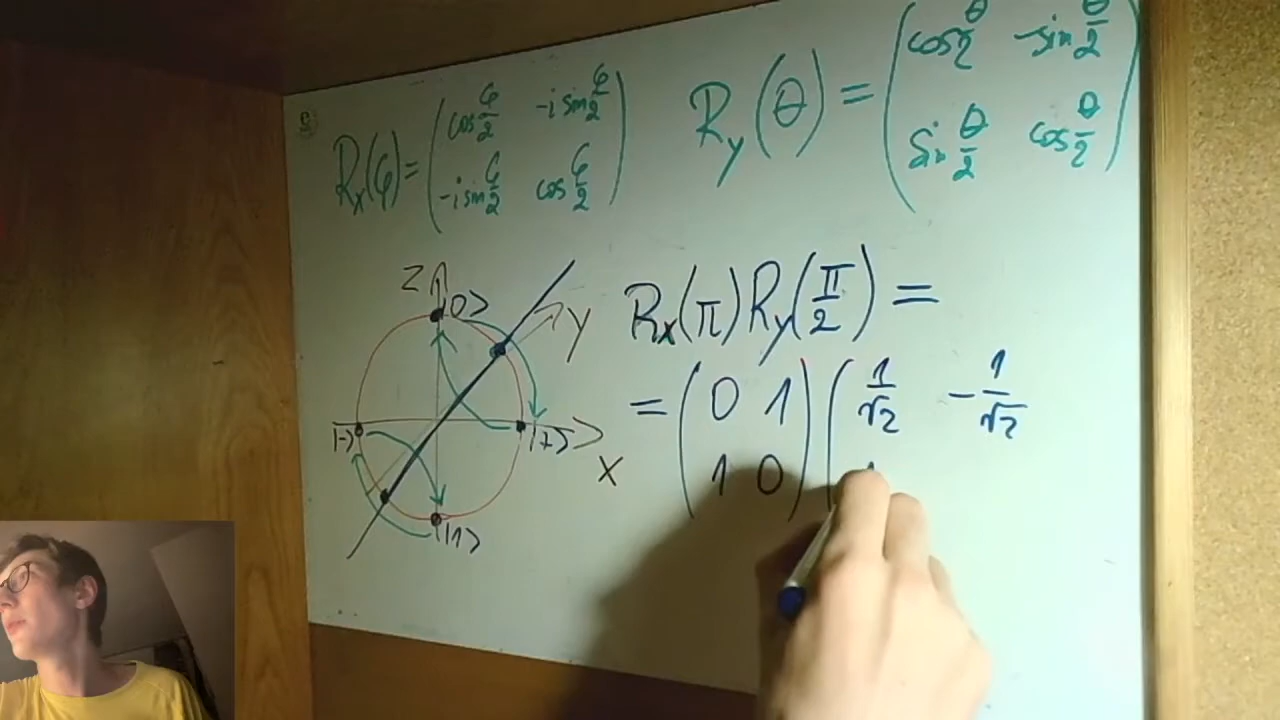 Rx(φ) = ( cos φ/2 -i sin φ/2
-i sin φ/2 cos φ/2 )
Ry(θ) = ( cos θ/2 -sin θ/2
sin θ/2 cos θ/2 )
Z
|0>
y
|->
|+>
X
|1>
Rx(π)Ry(π/2) =
= ( 0 1
1 0 ) ( 1/√2 -1/√2